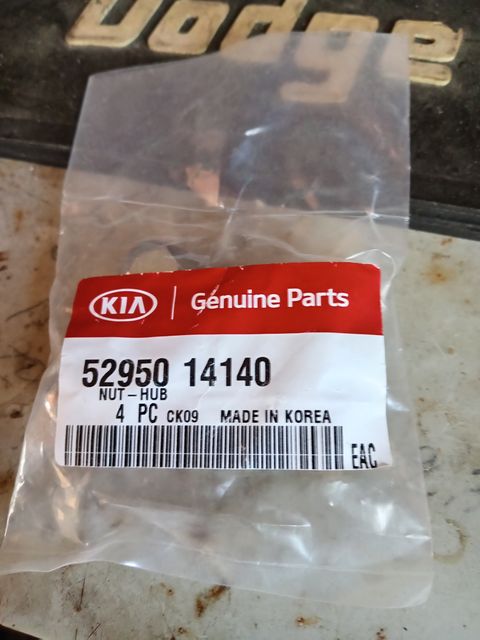 Dodge
KIA Genuine Parts
52950 14140
NUT-HUB
4 PC CK09 MADE IN KOREA
EAC